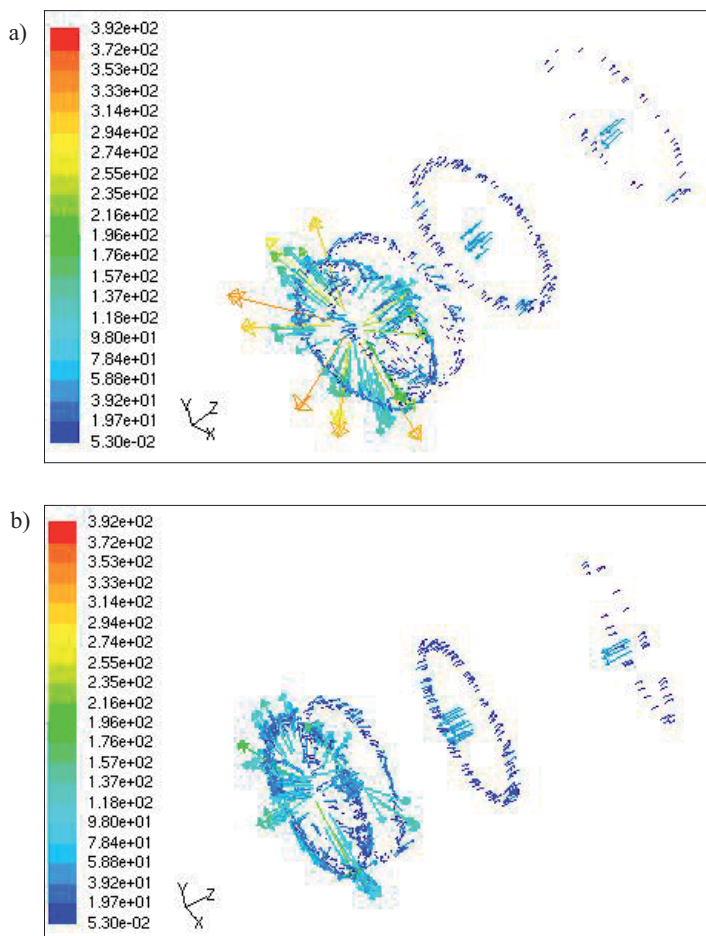 a)
3.92e+02
3.72e+02
3.53e+02
3.33e+02
3.14e+02
2.94e+02
2.74e+02
2.55e+02
2.35e+02
2.16e+02
1.96e+02
1.76e+02
1.57e+02
1.37e+02
1.18e+02
9.80e+01
7.84e+01
5.88e+01
3.92e+01
1.97e+01
5.30e-02
Y
Z
X
b)
3.92e+02
3.72e+02
3.53e+02
3.33e+02
3.14e+02
2.94e+02
2.74e+02
2.55e+02
2.35e+02
2.16e+02
1.96e+02
1.76e+02
1.57e+02
1.37e+02
1.18e+02
9.80e+01
7.84e+01
5.88e+01
3.92e+01
1.97e+01
5.30e-02
Y
Z
X